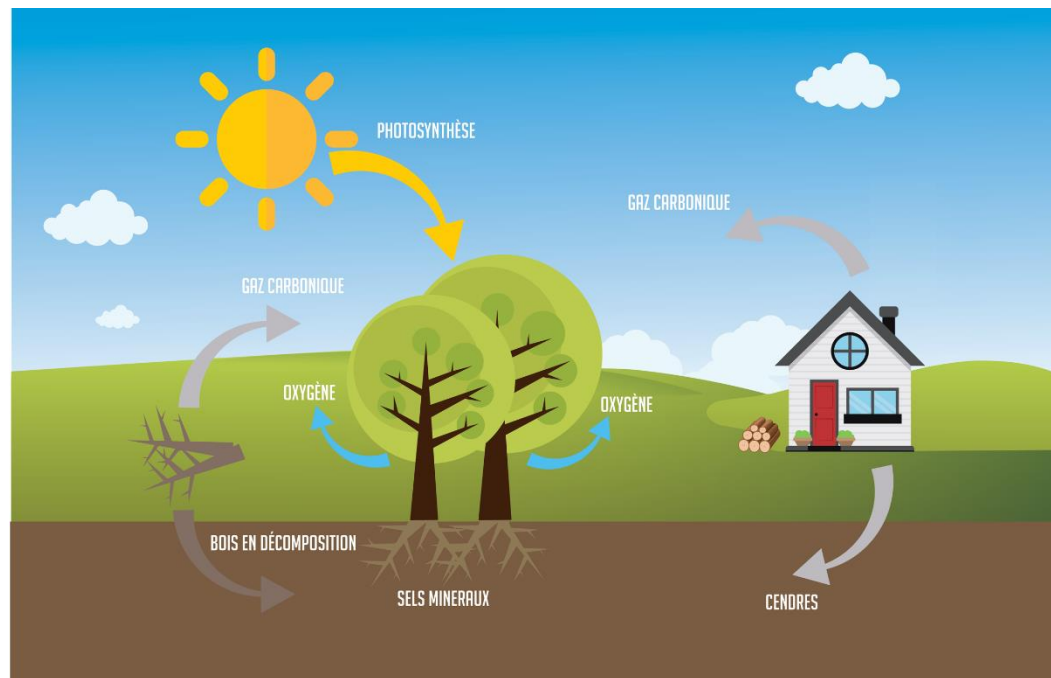 PHOTOSYNTHÈSE
GAZ CARBONIQUE
GAZ CARBONIQUE
OXYGÈNE
OXYGÈNE
BOIS EN DÉCOMPOSITION
SELS MINERAUX
CENDRES